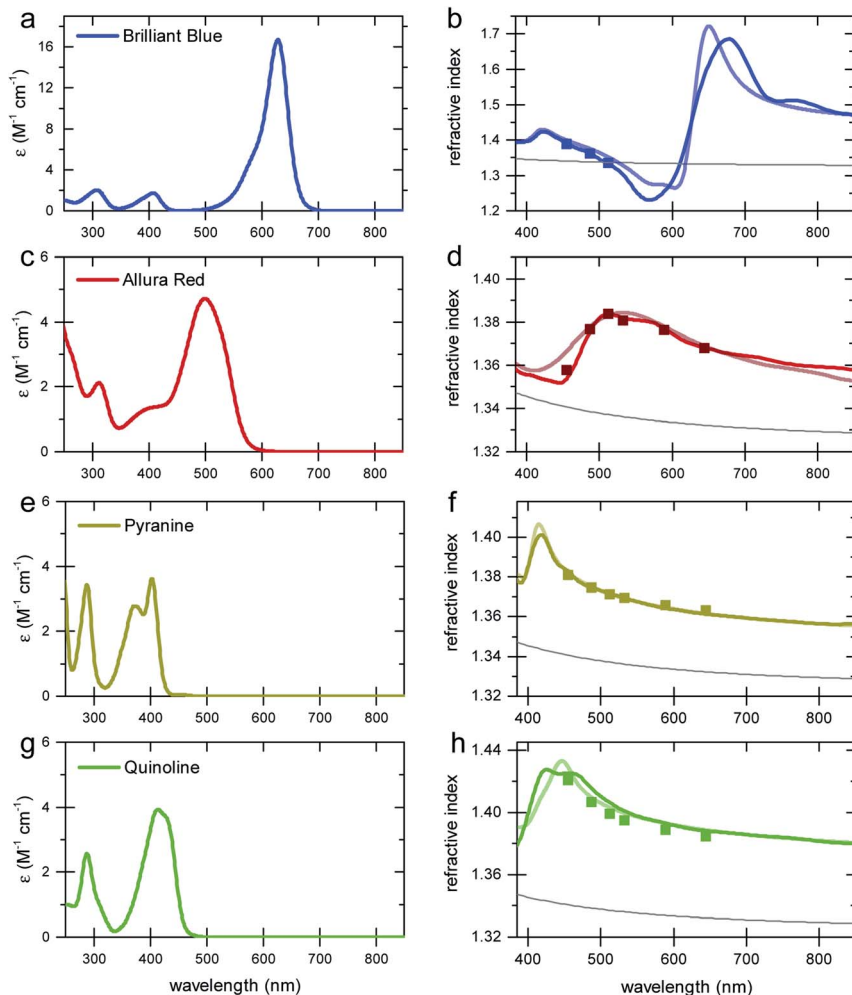 a
Brilliant Blue
ε (M⁻¹ cm⁻¹)
16
12
8
4
0
300 400 500 600 700 800
b
refractive index
1.7
1.6
1.5
1.4
1.3
1.2
400 500 600 700 800
c
Allura Red
ε (M⁻¹ cm⁻¹)
6
4
2
0
300 400 500 600 700 800
d
refractive index
1.40
1.38
1.36
1.34
1.32
400 500 600 700 800
e
Pyranine
ε (M⁻¹ cm⁻¹)
6
4
2
0
300 400 500 600 700 800
f
refractive index
1.40
1.38
1.36
1.33
1.32
400 500 600 700 800
g
Quinoline
ε (M⁻¹ cm⁻¹)
6
4
2
0
300 400 500 600 700 800
wavelength (nm)
h
refractive index
1.44
1.40
1.36
1.32
400 500 600 700 800
wavelength (nm)